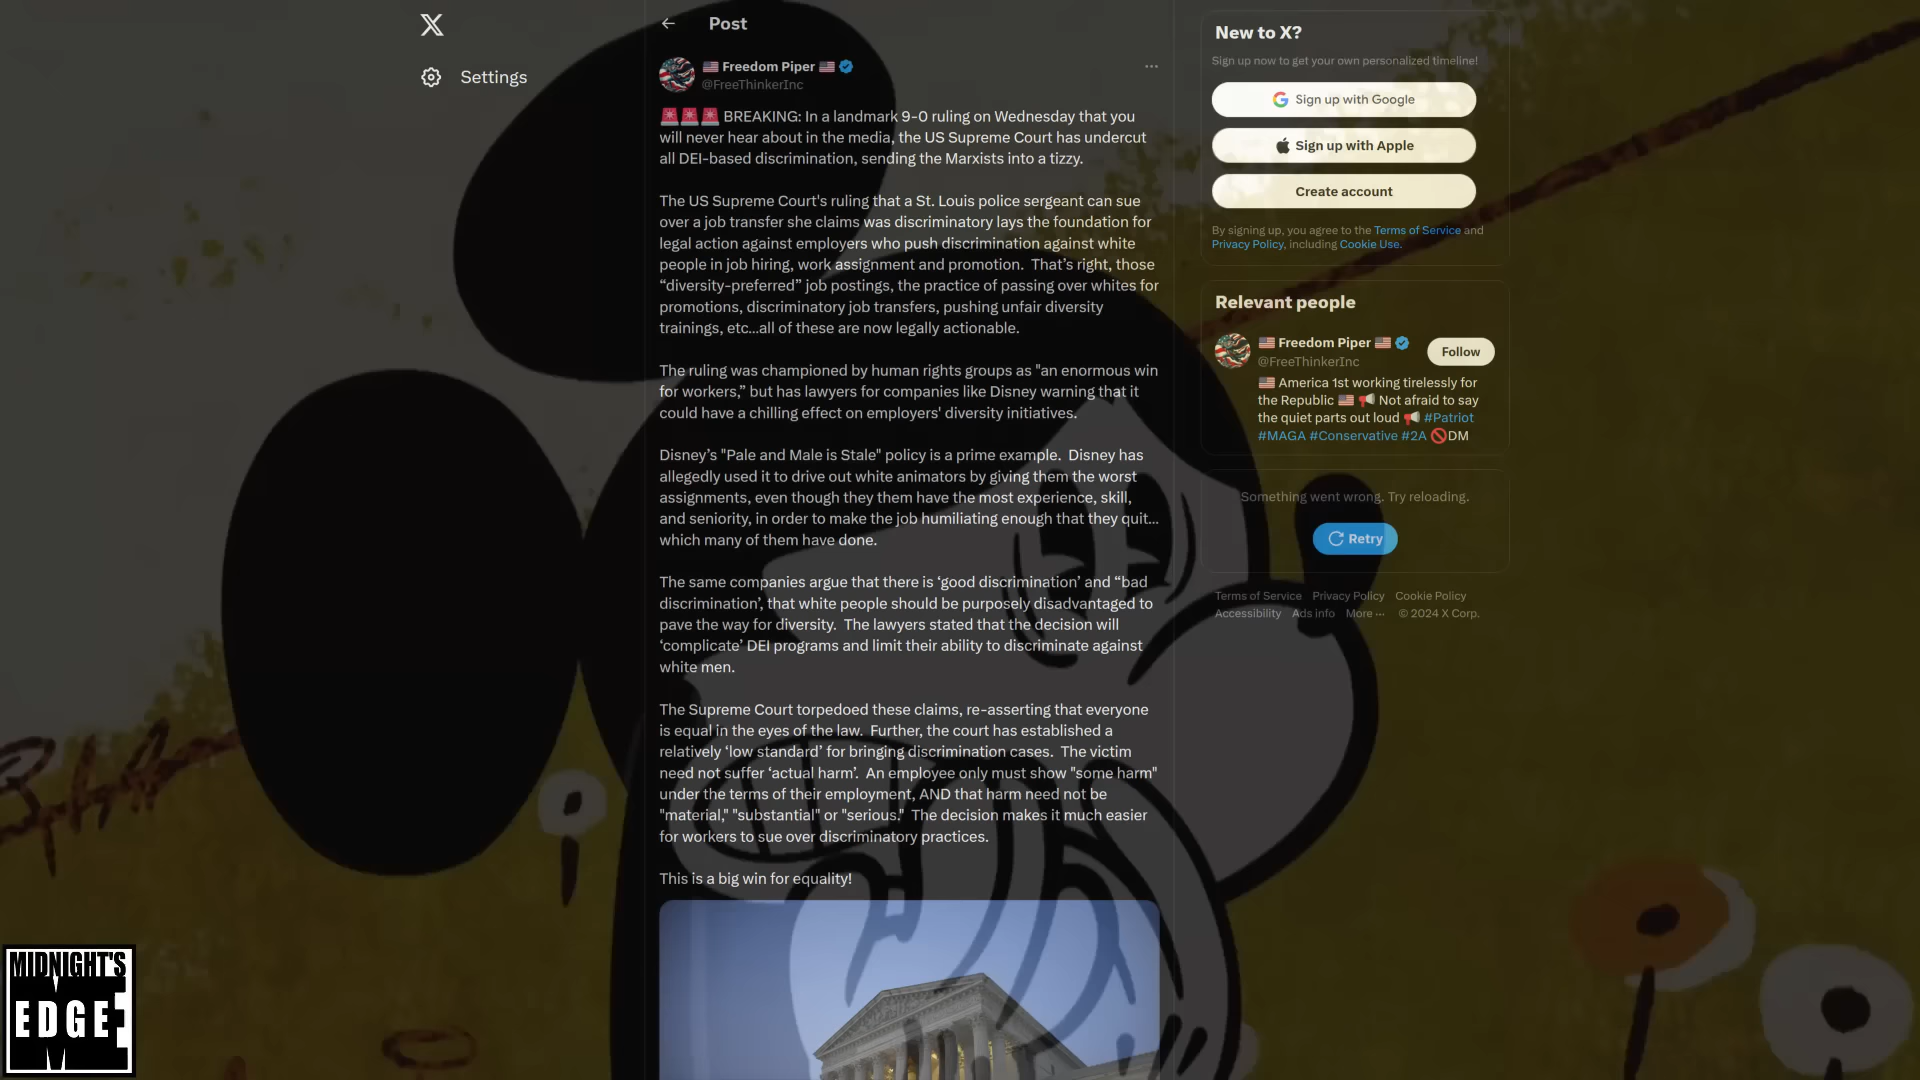 Post
Settings
Freedom Piper
@FreeThinkerInc
BREAKING: In a landmark 9-0 ruling on Wednesday that you
will never hear about in the media, the US Supreme Court has undercut
all DEI-based discrimination, sending the Marxists into a tizzy.
The US Supreme Court's ruling that a St. Louis police sergeant can sue
over a job transfer she claims was discriminatory lays the foundation for
legal action against employers who push discrimination against white
people in job hiring, work assignment and promotion. That’s right, those
“diversity-preferred” job postings, the practice of passing over whites for
promotions, discriminatory job transfers, pushing unfair diversity
trainings, etc...all of these are now legally actionable.
The ruling was championed by human rights groups as "an enormous win
for workers,” but has lawyers for companies like Disney warning that it
could have a chilling effect on employers' diversity initiatives.
Disney’s "Pale and Male is Stale" policy is a prime example. Disney has
allegedly used it to drive out white animators by giving them the worst
assignments, even though they them have the most experience, skill,
and seniority, in order to make the job humiliating enough that they quit...
which many of them have done.
The same companies argue that there is ‘good discrimination’ and “bad
discrimination’, that white people should be purposely disadvantaged to
pave the way for diversity. The lawyers stated that the decision will
‘complicate’ DEI programs and limit their ability to discriminate against
white men.
The Supreme Court torpedoed these claims, re-asserting that everyone
is equal in the eyes of the law. Further, the court has established a
relatively ‘low standard’ for bringing discrimination cases. The victim
need not suffer ‘actual harm’. An employee only must show "some harm"
under the terms of their employment, AND that harm need not be
"material," "substantial" or "serious." The decision makes it much easier
for workers to sue over discriminatory practices.
This is a big win for equality!
New to X?
Sign up now to get your own personalized timeline!
Sign up with Google
Sign up with Apple
Create account
By signing up, you agree to the Terms of Service and
Privacy Policy, including Cookie Use.
Relevant people
Freedom Piper
@FreeThinkerInc
Follow
America 1st working tirelessly for
the Republic Not afraid to say
the quiet parts out loud #Patriot
#MAGA #Conservative #2A DM
Something went wrong. Try reloading.
Retry
Terms of Service Privacy Policy Cookie Policy
Accessibility Ads info More ... © 2024 X Corp.
MIDNIGHT'S
EDGE